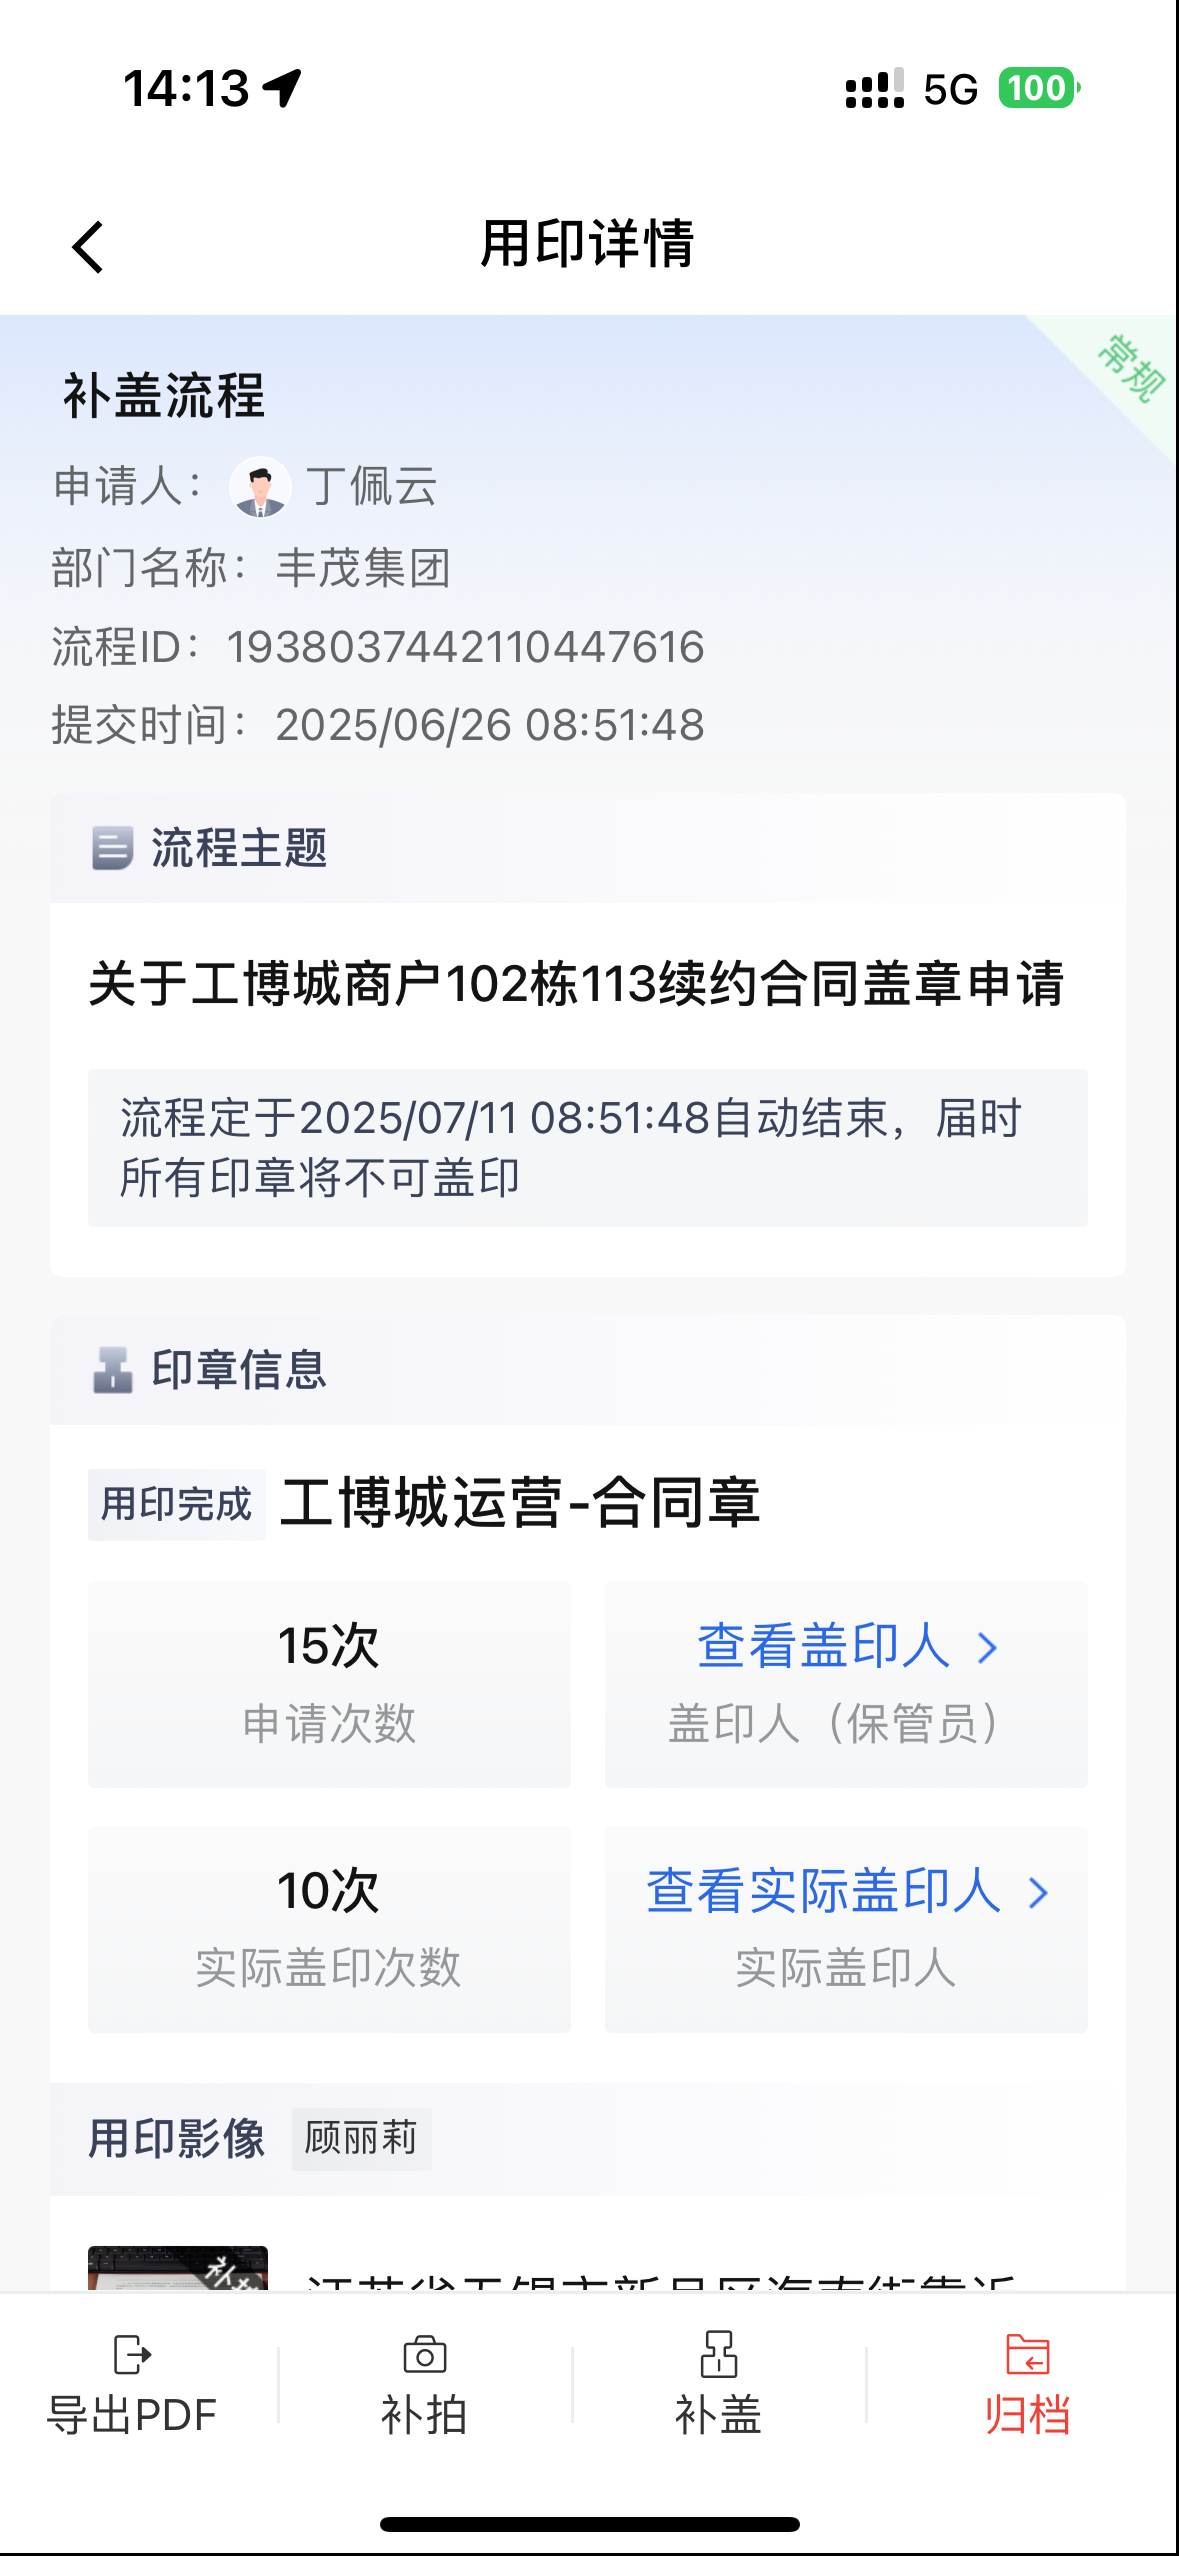 14:13
5G
100
用印详情
常规
补盖流程
申请人： 丁佩云
部门名称： 丰茂集团
流程ID： 1938037442110447616
提交时间： 2025/06/26 08:51:48
流程主题
关于工博城商户102栋113续约合同盖章申请
流程定于2025/07/11 08:51:48自动结束，届时
所有印章将不可盖印
印章信息
用印完成 工博城运营-合同章
15次
申请次数
查看盖印人
盖印人（保管员）
10次
实际盖印次数
查看实际盖印人
实际盖印人
用印影像 顾丽莉
导出PDF
补拍
补盖
归档